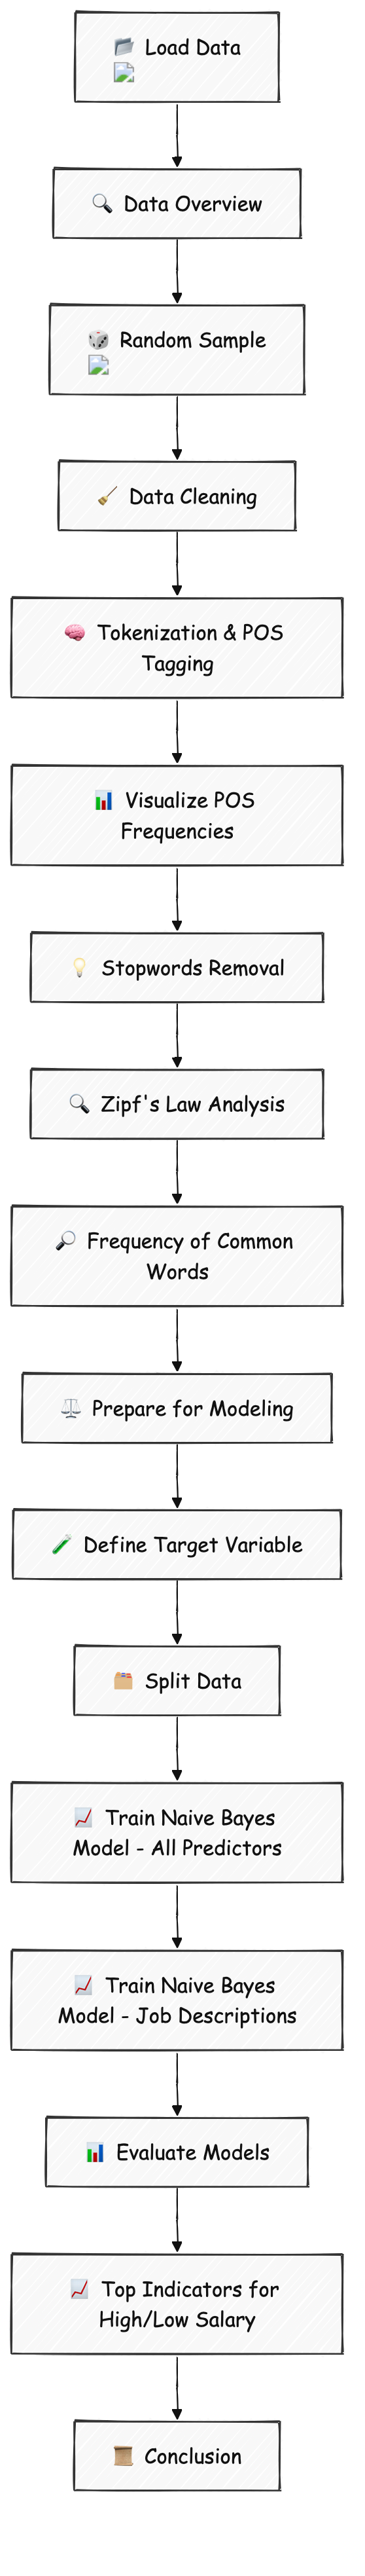 Load Data
Data Overview
Random Sample
Data Cleaning
Tokenization & POS
Tagging
Visualize POS
Frequencies
Stopwords Removal
Zipf's Law Analysis
Frequency of Common
Words
Prepare for Modeling
Define Target Variable
Split Data
Train Naive Bayes
Model - All Predictors
Train Naive Bayes
Model - Job Descriptions
Evaluate Models
Top Indicators for
High/Low Salary
Conclusion